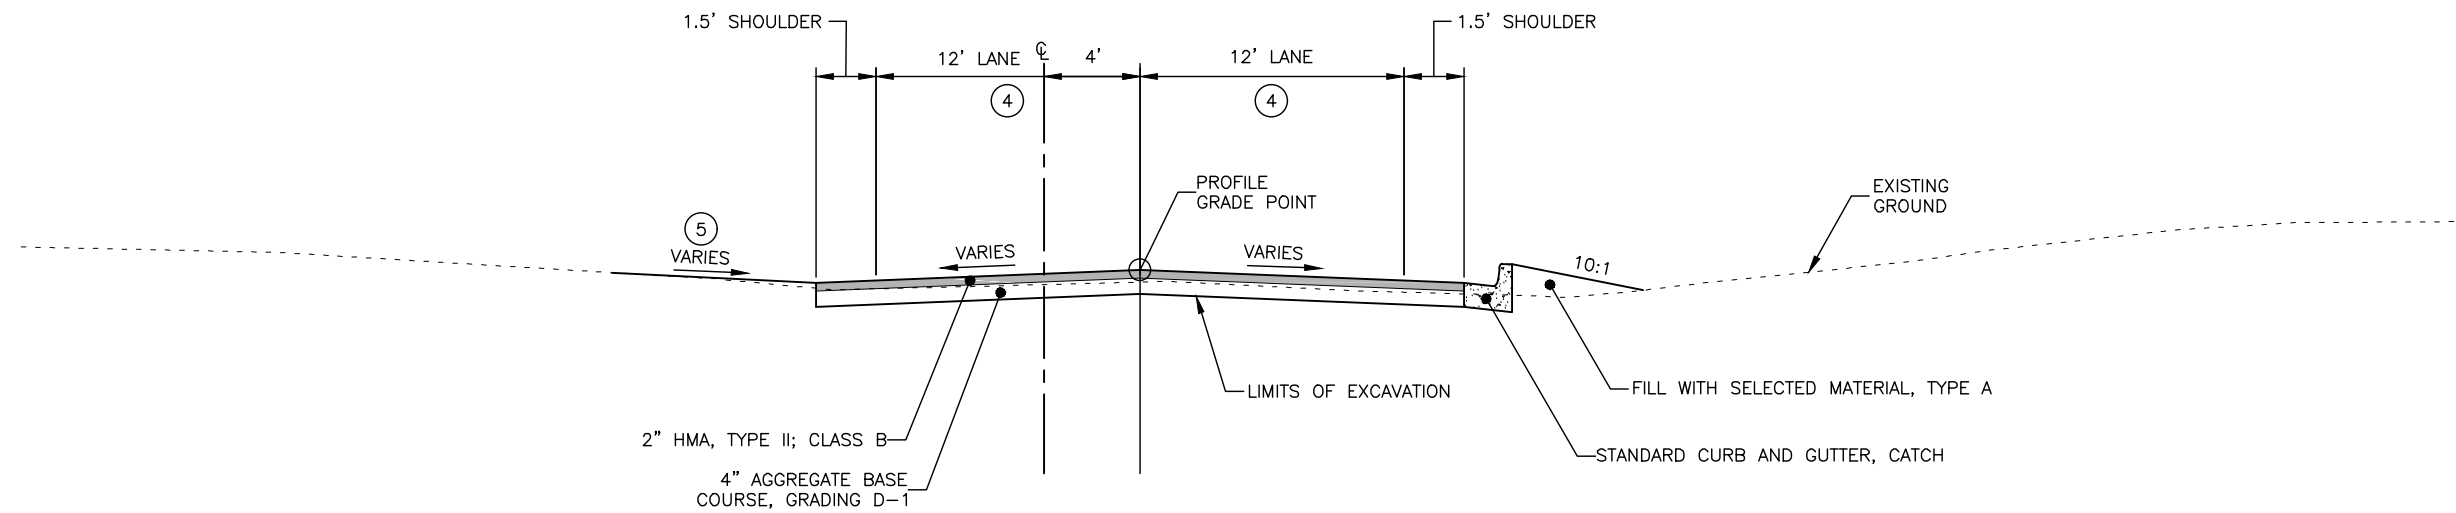 1.5' SHOULDER
1.5' SHOULDER
12' LANE
℄
4'
12' LANE
4
4
PROFILE
GRADE POINT
EXISTING
GROUND
5
VARIES
VARIES
VARIES
10:1
LIMITS OF EXCAVATION
FILL WITH SELECTED MATERIAL, TYPE A
2" HMA, TYPE II; CLASS B
STANDARD CURB AND GUTTER, CATCH
4" AGGREGATE BASE
COURSE, GRADING D-1